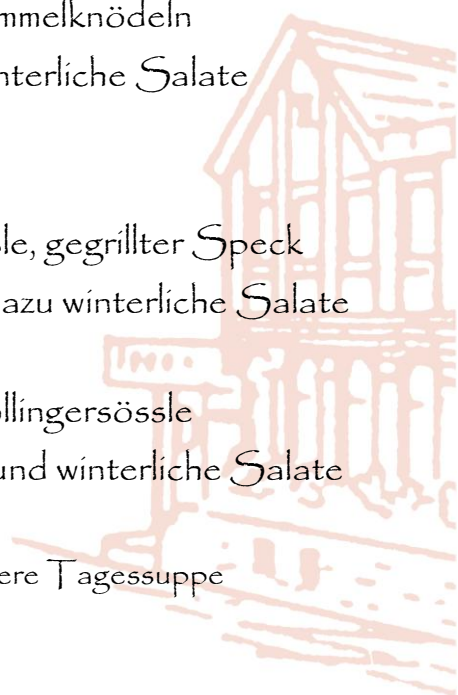 mmelknödeln
nterliche Salate
le, gegrillter Speck
azu winterliche Salate
llingersössle
und winterliche Salate
ere Tagessuppe